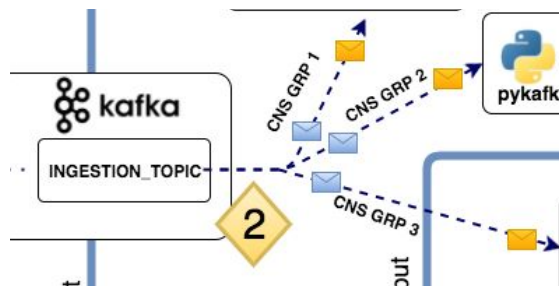 kafka
INGESTION_TOPIC
CNS GRP 1
CNS GRP 2
CNS GRP 3
2
pykafk
out
t